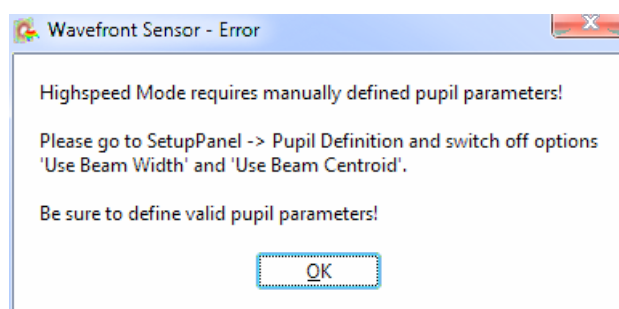 Wavefront Sensor - Error
Highspeed Mode requires manually defined pupil parameters!
Please go to SetupPanel -> Pupil Definition and switch off options
'Use Beam Width' and 'Use Beam Centroid'.
Be sure to define valid pupil parameters!
OK